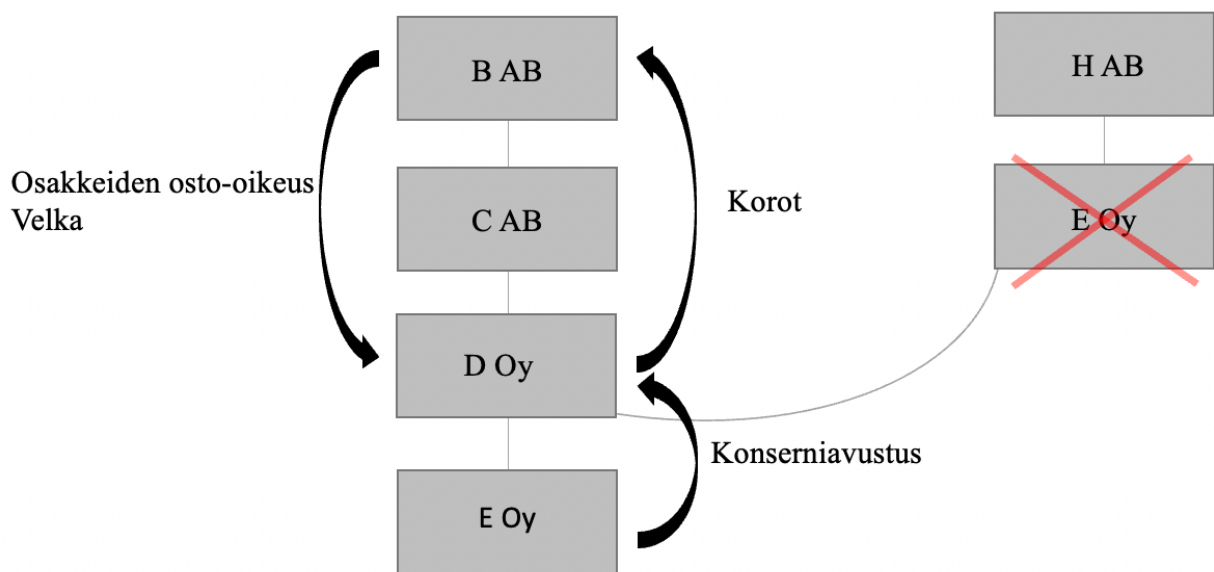 B AB
H AB
Osakkeiden osto-oikeus
Velka
C AB
Korot
E Oy
D Oy
Konserniavustus
E Oy